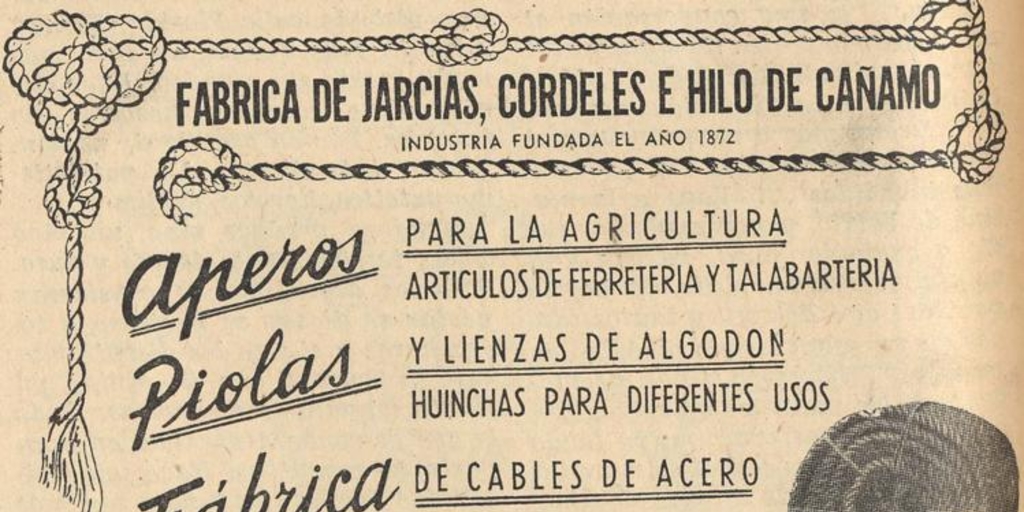 FABRICA DE JARCIAS, CORDELES E HILO DE CAÑAMO
INDUSTRIA FUNDADA EL AÑO 1872
Aperos PARA LA AGRICULTURA
ARTICULOS DE FERRETERIA Y TALABARTERIA
Piolas Y LIENZAS DE ALGODON
HUINCHAS PARA DIFERENTES USOS
Fábrica DE CABLES DE ACERO